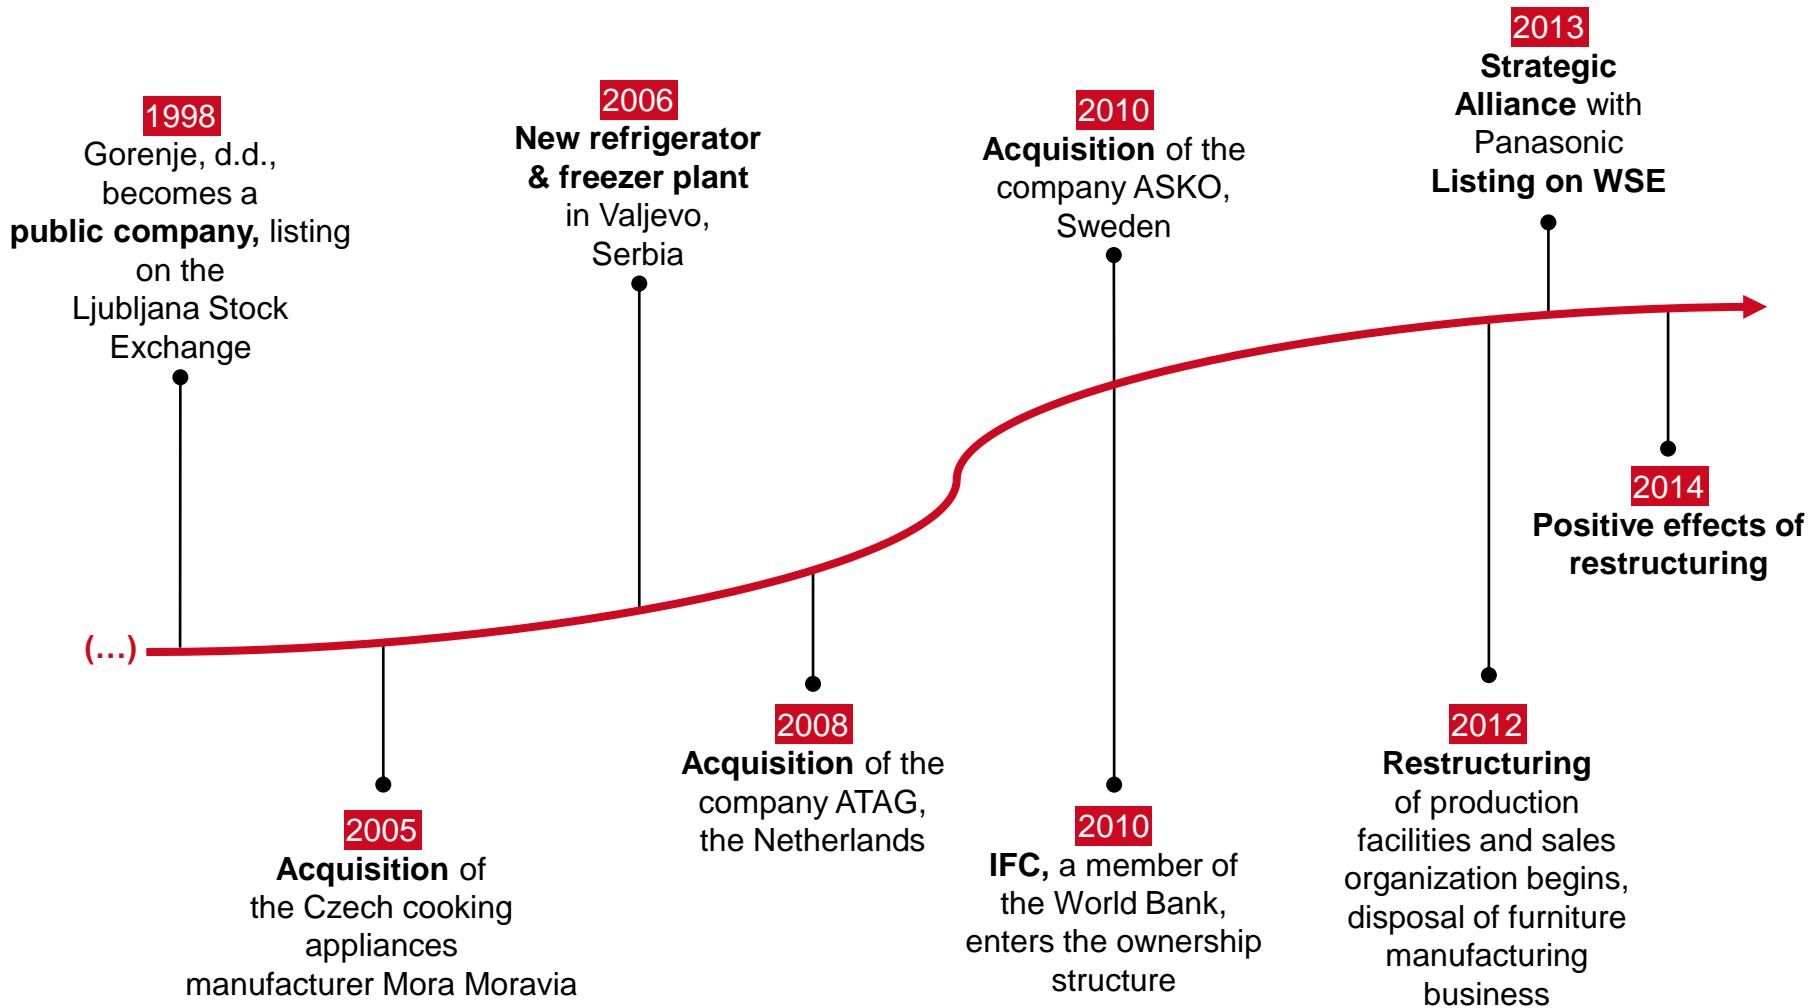 1998
Gorenje, d.d.,
becomes a
public company, listing
on the
Ljubljana Stock
Exchange
2006
New refrigerator
& freezer plant
in Valjevo,
Serbia
2010
Acquisition of the
company ASKO,
Sweden
2013
Strategic
Alliance with
Panasonic
Listing on WSE
(...)
2005
Acquisition of
the Czech cooking
appliances
manufacturer Mora Moravia
2008
Acquisition of the
company ATAG,
the Netherlands
2010
IFC, a member of
the World Bank,
enters the ownership
structure
2012
Restructuring
of production
facilities and sales
organization begins,
disposal of furniture
manufacturing
business
2014
Positive effects of
restructuring